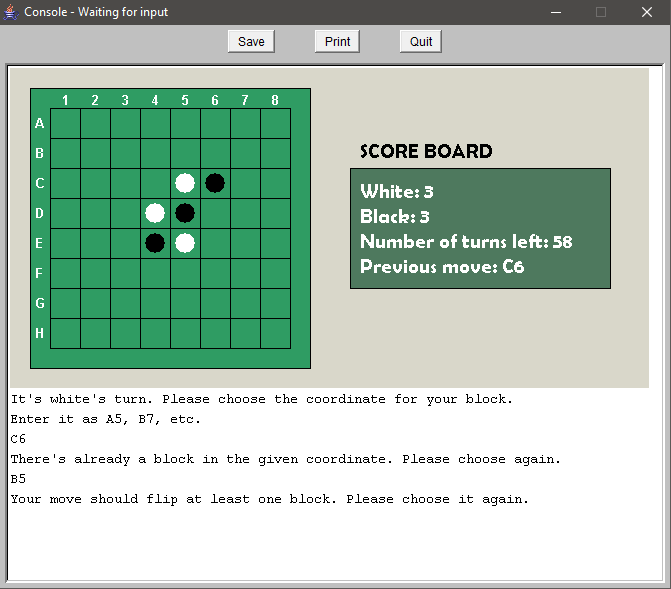 Console - Waiting for input
Save Print Quit
1 2 3 4 5 6 7 8
A
B
C
D
E
F
G
H
SCORE BOARD
White: 3
Black: 3
Number of turns left: 58
Previous move: C6
It's white's turn. Please choose the coordinate for your block.
Enter it as A5, B7, etc.
C6
There's already a block in the given coordinate. Please choose again.
B5
Your move should flip at least one block. Please choose it again.